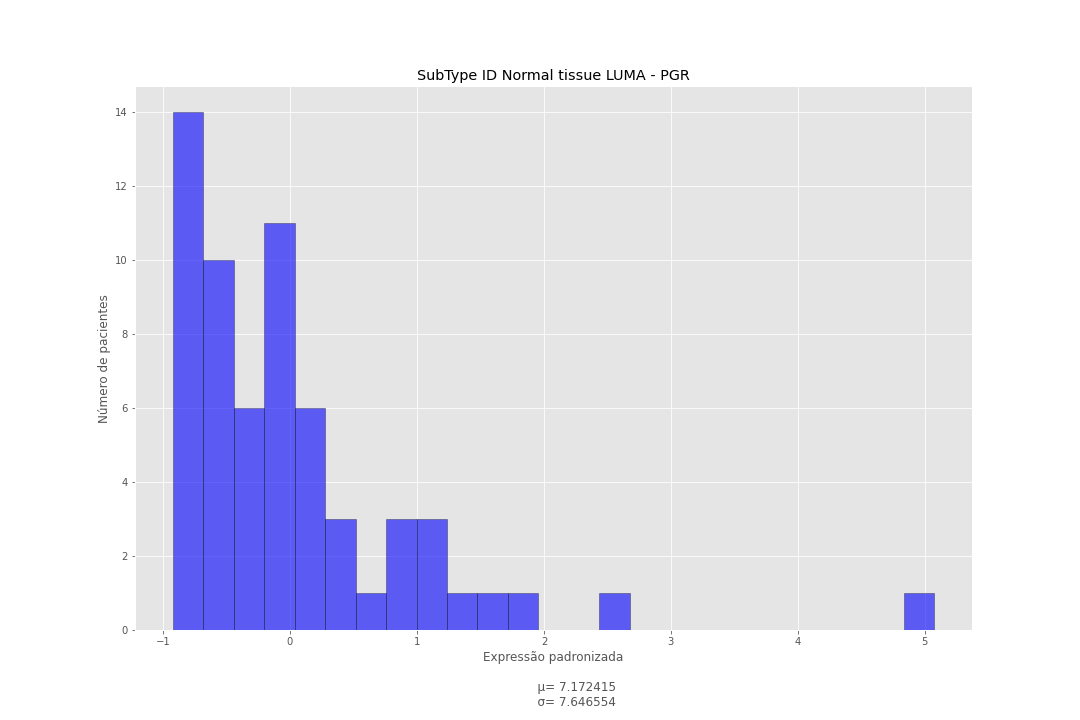 SubType ID Normal tissue LUMA - PGR
14
12
10
8
6
4
2
0
Número de pacientes
−1 0 1 2 3 4 5
Expressão padronizada
μ= 7.172415
σ= 7.646554